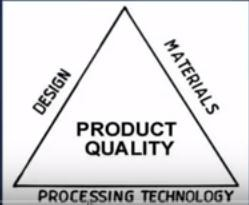 DESIGN
MATERIALS
PRODUCT
QUALITY
PROCESSING TECHNOLOGY